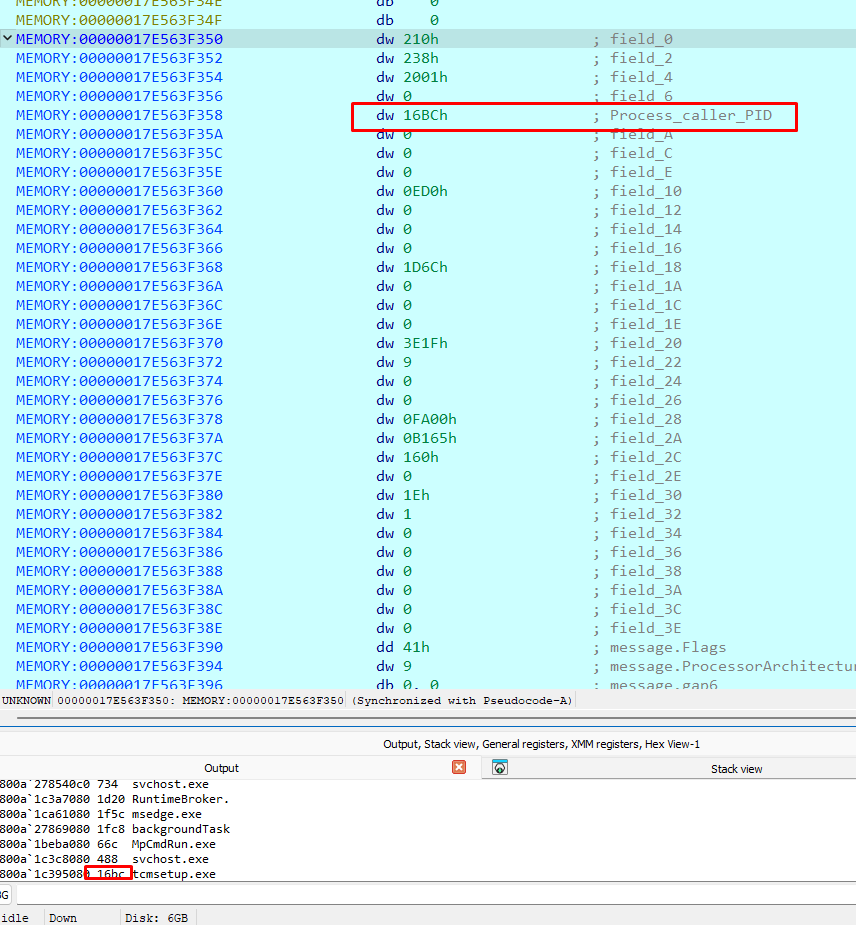 MEMORY:00000017E563F34E db 0
MEMORY:00000017E563F34F db 0
MEMORY:00000017E563F350 dw 210h ; field_0
MEMORY:00000017E563F352 dw 238h ; field_2
MEMORY:00000017E563F354 dw 2001h ; field_4
MEMORY:00000017E563F356 dw 0 ; field_6
MEMORY:00000017E563F358 dw 16BCh ; Process_caller_PID
MEMORY:00000017E563F35A dw 0 ; field_A
MEMORY:00000017E563F35C dw 0 ; field_C
MEMORY:00000017E563F35E dw 0 ; field_E
MEMORY:00000017E563F360 dw 0ED0h ; field_10
MEMORY:00000017E563F362 dw 0 ; field_12
MEMORY:00000017E563F364 dw 0 ; field_14
MEMORY:00000017E563F366 dw 0 ; field_16
MEMORY:00000017E563F368 dw 1D6Ch ; field_18
MEMORY:00000017E563F36A dw 0 ; field_1A
MEMORY:00000017E563F36C dw 0 ; field_1C
MEMORY:00000017E563F36E dw 0 ; field_1E
MEMORY:00000017E563F370 dw 3E1Fh ; field_20
MEMORY:00000017E563F372 dw 9 ; field_22
MEMORY:00000017E563F374 dw 0 ; field_24
MEMORY:00000017E563F376 dw 0 ; field_26
MEMORY:00000017E563F378 dw 0FA00h ; field_28
MEMORY:00000017E563F37A dw 0B165h ; field_2A
MEMORY:00000017E563F37C dw 160h ; field_2C
MEMORY:00000017E563F37E dw 0 ; field_2E
MEMORY:00000017E563F380 dw 1Eh ; field_30
MEMORY:00000017E563F382 dw 1 ; field_32
MEMORY:00000017E563F384 dw 0 ; field_34
MEMORY:00000017E563F386 dw 0 ; field_36
MEMORY:00000017E563F388 dw 0 ; field_38
MEMORY:00000017E563F38A dw 0 ; field_3A
MEMORY:00000017E563F38C dw 0 ; field_3C
MEMORY:00000017E563F38E dw 0 ; field_3E
MEMORY:00000017E563F390 dd 41h ; message.Flags
MEMORY:00000017E563F394 dw 9 ; message.ProcessorArchitectur
MEMORY:00000017E563F396 db 0, 0 ; message.gap6
UNKNOWN 00000017E563F350: MEMORY:00000017E563F350 (Synchronized with Pseudocode-A)
Output, Stack view, General registers, XMM registers, Hex View-1
Output Stack view
800a`278540c0 734 svchost.exe
800a`1c3a7080 1d20 RuntimeBroker.
800a`1ca61080 1f5c msedge.exe
800a`27869080 1fc8 backgroundTask
800a`1beba080 66c MpCmdRun.exe
800a`1c3c8080 488 svchost.exe
800a`1c395080 16bc tcmsetup.exe
BG
idle Down Disk: 6GB